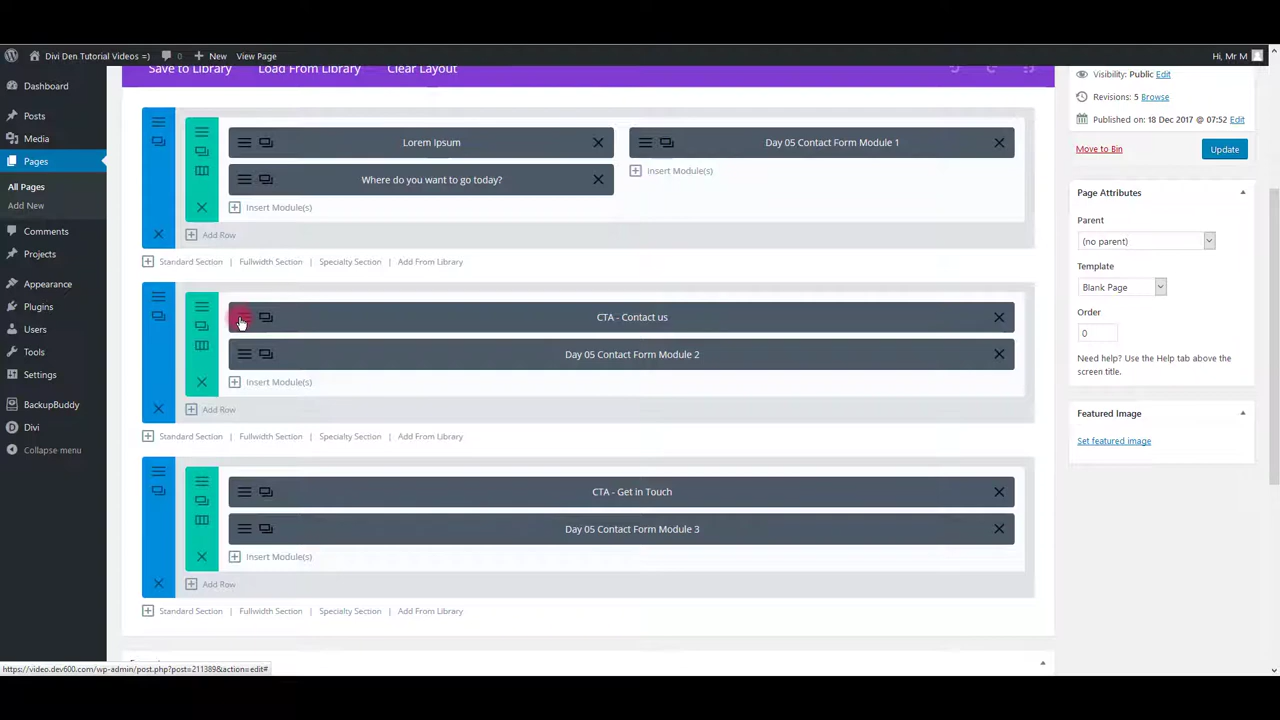 Divi Den Tutorial Videos =)
0
New
View Page
Hi, Mr M
Dashboard
Posts
Media
Pages
All Pages
Add New
Comments
Projects
Appearance
Plugins
Users
Tools
Settings
BackupBuddy
Divi
Collapse menu
Save to Library
Load From Library
Clear Layout
Lorem Ipsum
Where do you want to go today?
Insert Module(s)
Day 05 Contact Form Module 1
Insert Module(s)
Add Row
Standard Section | Fullwidth Section | Specialty Section | Add From Library
CTA - Contact us
Day 05 Contact Form Module 2
Insert Module(s)
Add Row
Standard Section | Fullwidth Section | Specialty Section | Add From Library
CTA - Get in Touch
Day 05 Contact Form Module 3
Insert Module(s)
Add Row
Standard Section | Fullwidth Section | Specialty Section | Add From Library
Visibility: Public Edit
Revisions: 5 Browse
Published on: 18 Dec 2017 @ 07:52 Edit
Move to Bin
Update
Page Attributes
Parent
(no parent)
Template
Blank Page
Order
0
Need help? Use the Help tab above the
screen title.
Featured Image
Set featured image
https://video.dev600.com/wp-admin/post.php?post=211389&action=edit#